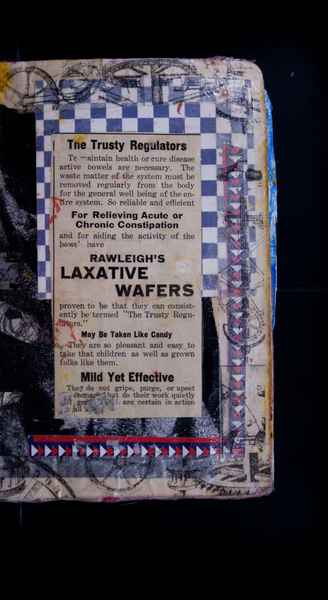 The Trusty Regulators
To maintain health or cure disease
active bowels are necessary. The
waste matter of the system must be
removed regularly from the body
for the general well being of the en-
tire system. So reliable and efficient
For Relieving Acute or
Chronic Constipation
and for aiding the activity of the
bowels have
RAWLEIGH'S
LAXATIVE
WAFERS
proven to be that they can consist-
ently be termed "The Trusty Regu-
lators."
May Be Taken Like Candy
They are so pleasant and easy to
take that children as well as grown
folks like them.
Mild Yet Effective
They do not gripe, purge, or upset
stomach but do their work quietly
are certain in action
all